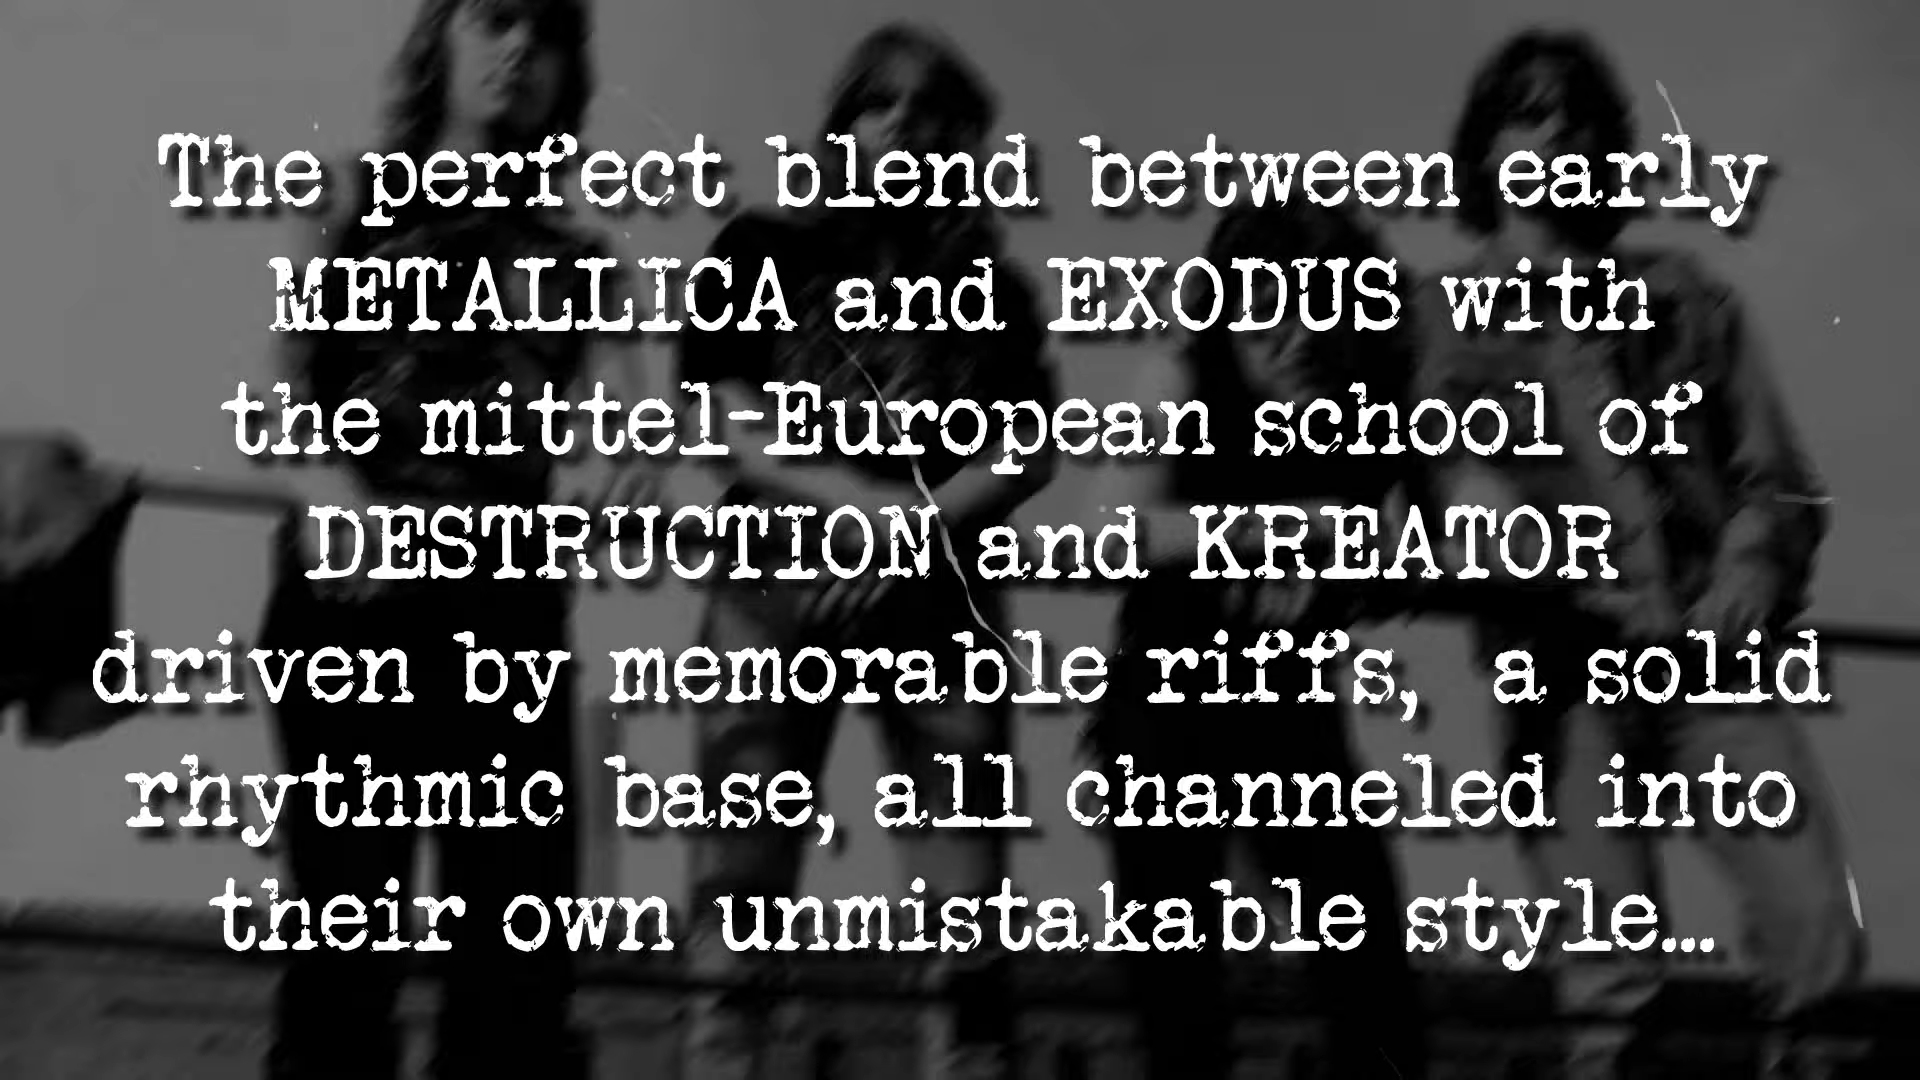 The perfect blend between early
METALLICA and EXODUS with
the mittel-European school of
DESTRUCTION and KREATOR
driven by memorable riffs, a solid
rhythmic base, all channeled into
their own unmistakable style...